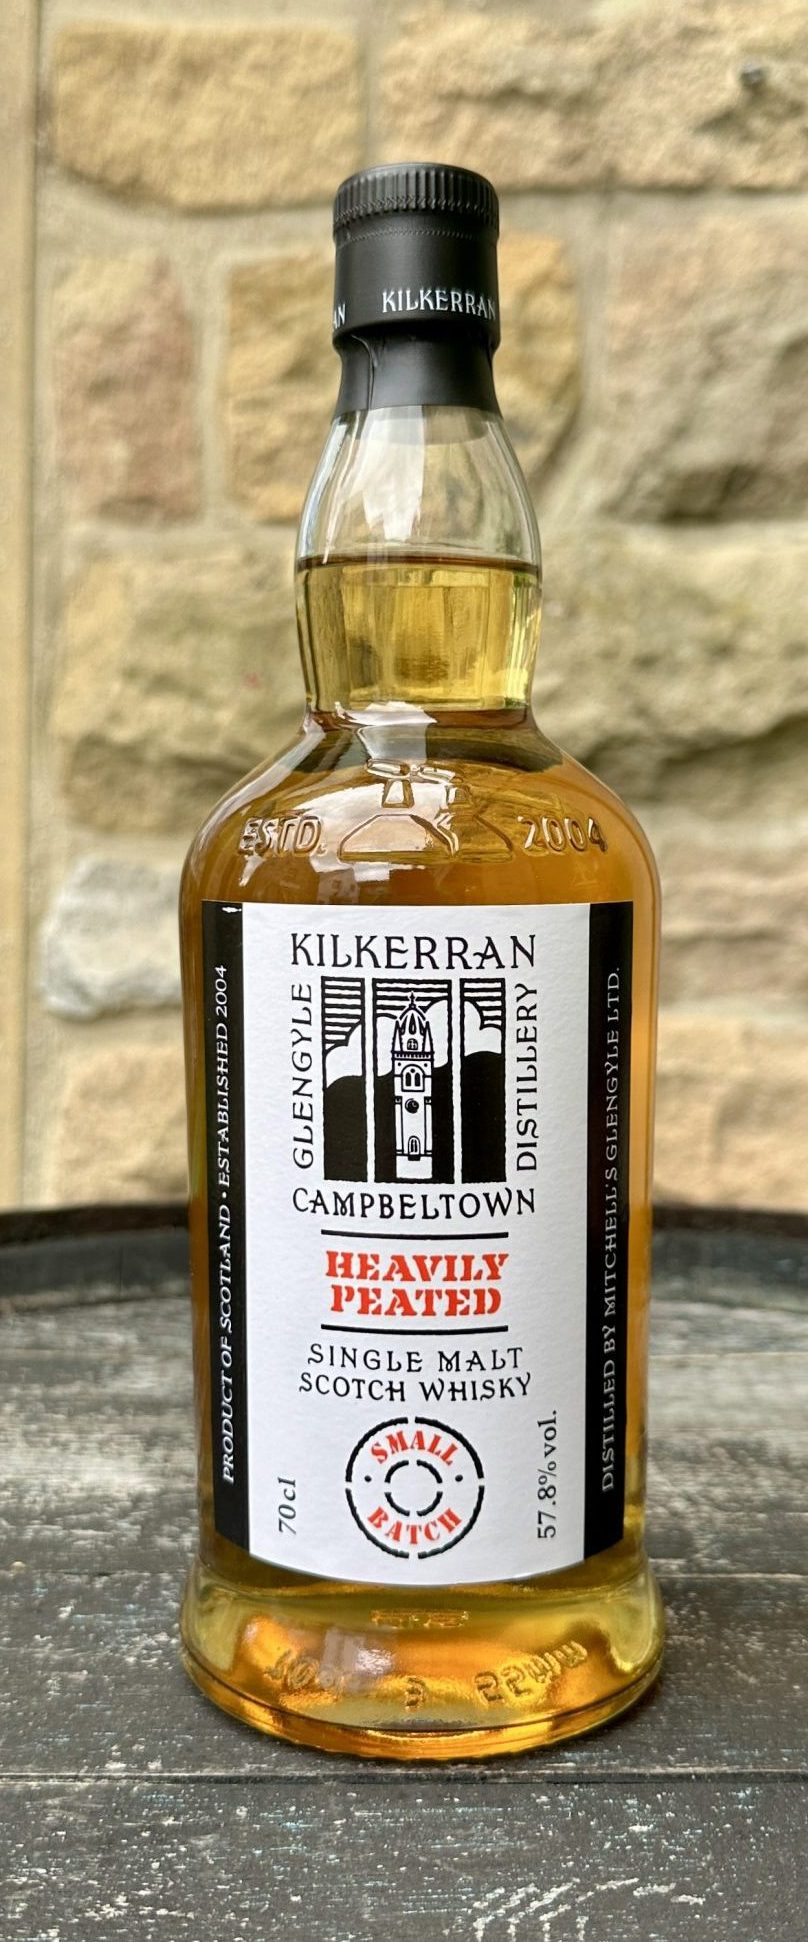 KILKERRAN
ESTD. 2004
KILKERRAN
GLENGYLE
DISTILLERY
CAMPBELTOWN
HEAVILY
PEATED
SINGLE MALT
SCOTCH WHISKY
SMALL
BATCH
70cl
57.8% vol.
PRODUCT OF SCOTLAND • ESTABLISHED 2004
DISTILLED BY MITCHELL'S GLENGYLE LTD.